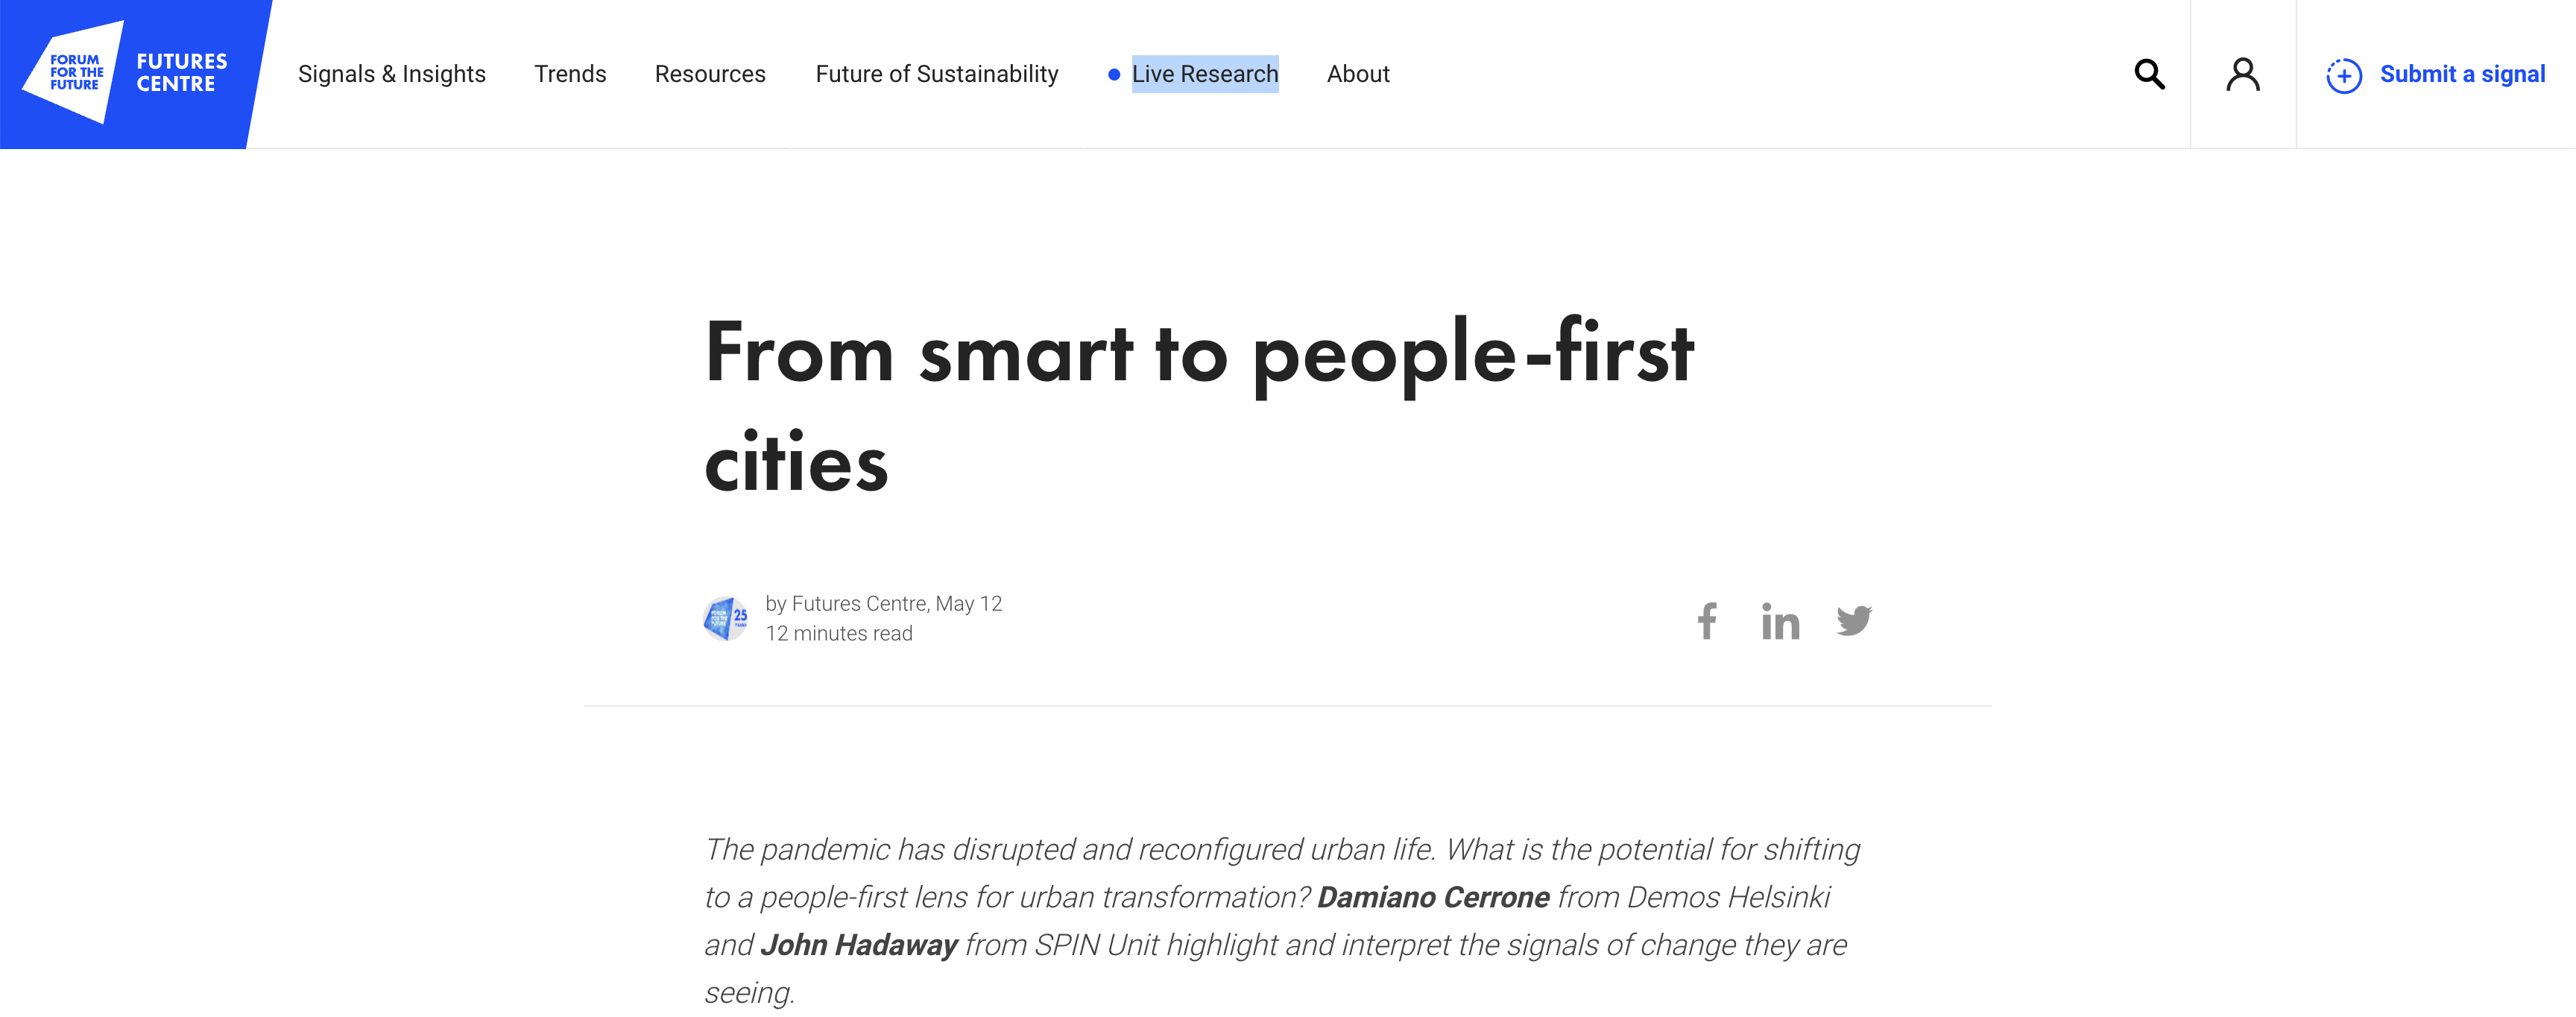 FORUM
FOR THE
FUTURE
FUTURES
CENTRE
Signals & Insights
Trends
Resources
Future of Sustainability
Live Research
About
Submit a signal
From smart to people-first
cities
25
by Futures Centre, May 12
12 minutes read
The pandemic has disrupted and reconfigured urban life. What is the potential for shifting
to a people-first lens for urban transformation? Damiano Cerrone from Demos Helsinki
and John Hadaway from SPIN Unit highlight and interpret the signals of change they are
seeing.